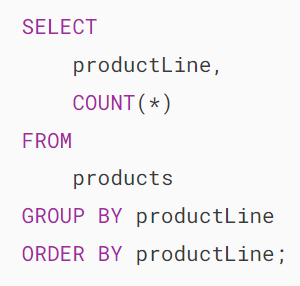 SELECT
productLine,
COUNT(*)
FROM
products
GROUP BY productLine
ORDER BY productLine;